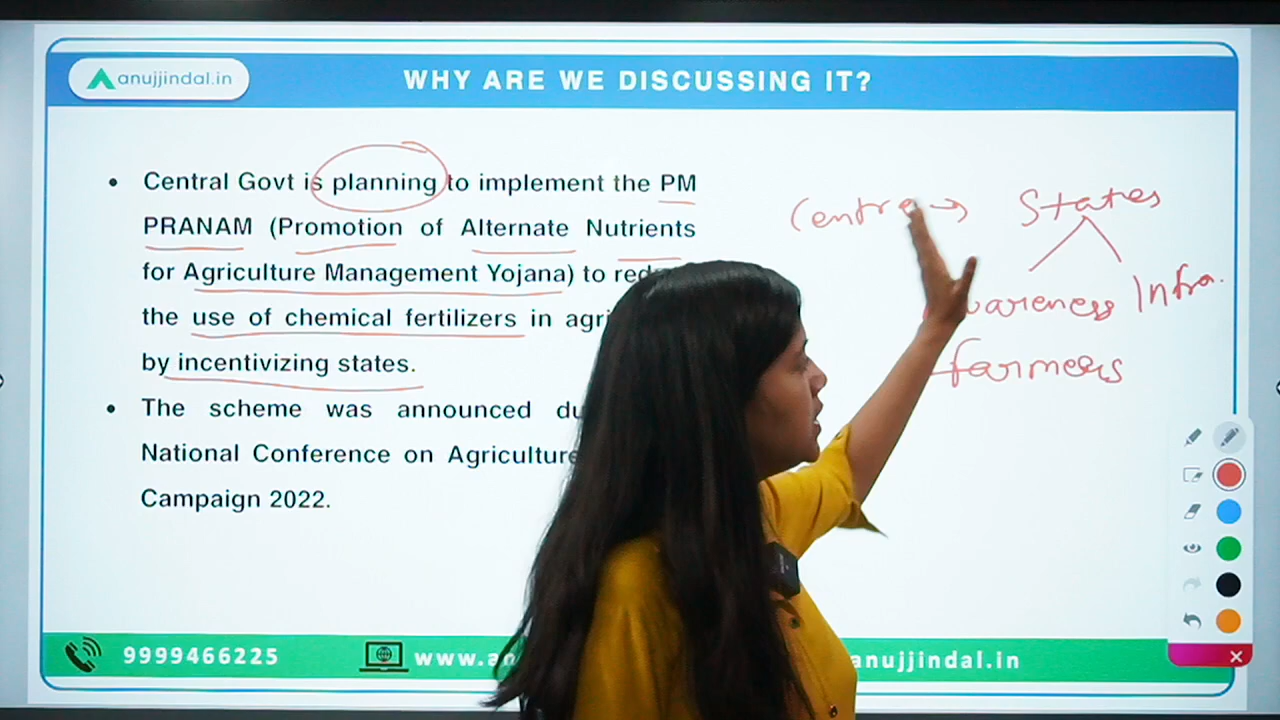 anujjindal.in
WHY ARE WE DISCUSSING IT?
• Central Govt is planning to implement the PM
PRANAM (Promotion of Alternate Nutrients
for Agriculture Management Yojana) to
the use of chemical fertilizers in
by incentivizing states.
• The scheme was announced
National Conference on Agriculture
Campaign 2022.
Centre → States
Infra.
farmers
9999466225
anujjindal.in